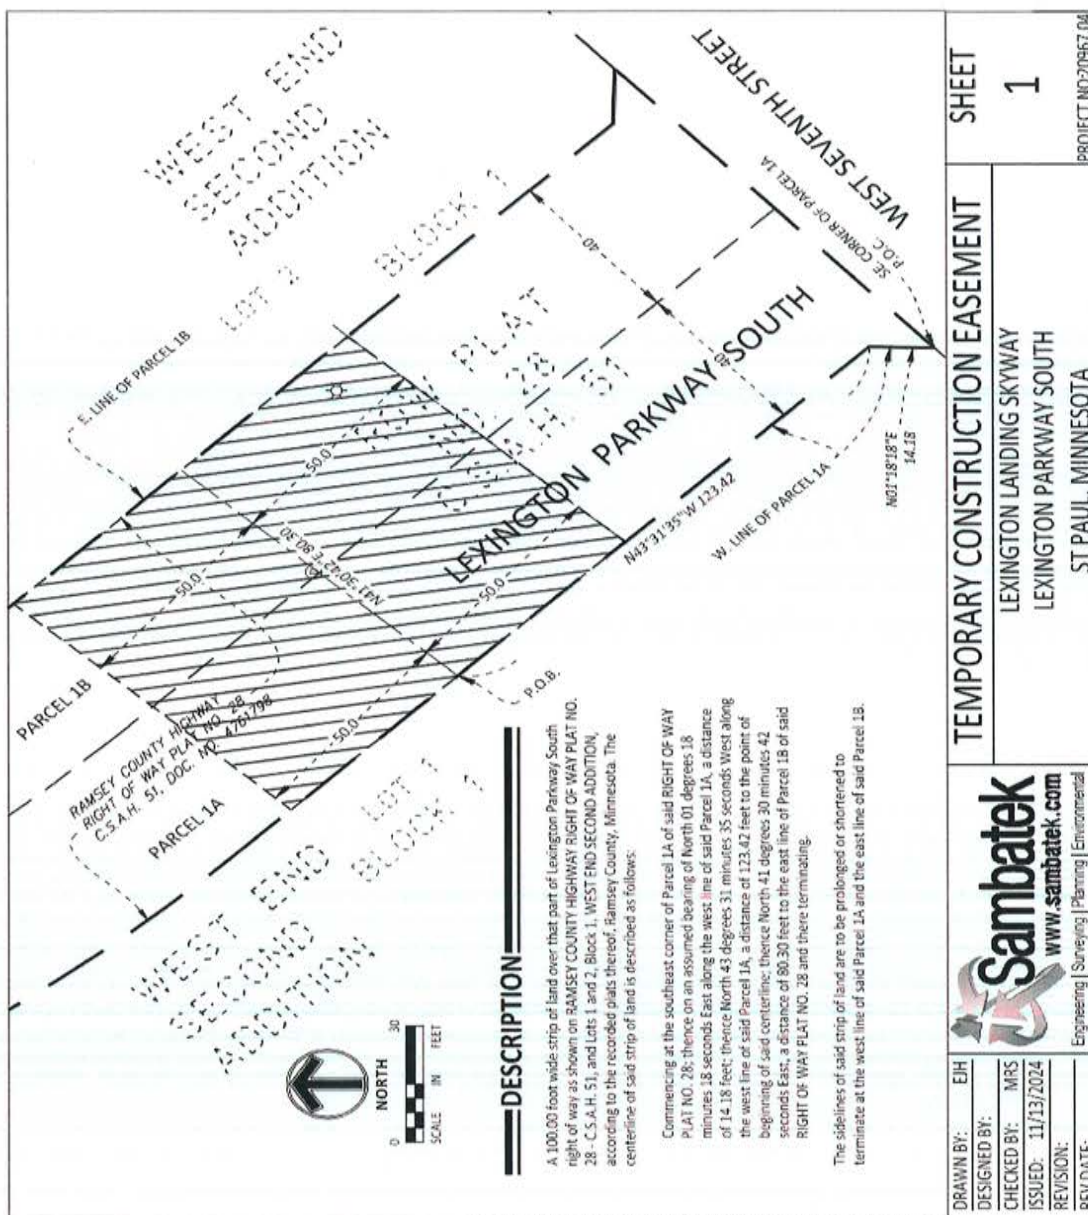 WEST END
SECOND
ADDITION
LOT 2
BLOCK 1
E. LINE OF PARCEL 1B
WEST SEVENTH STREET
SE. CORNER OF PARCEL 1A
P.O.C.
PLAT
28
LEXINGTON PARKWAY SOUTH
40
40
50.0
50.0
50.0
50.0
N41°30'42"E 80.30
N43°31'35"W 123.42
W. LINE OF PARCEL 1A
N01°18'18"E
14.18
P.O.B.
PARCEL 1B
RAMSEY COUNTY HIGHWAY
RIGHT OF WAY PLAT NO. 28
C.S.A.H. 51, DOC. NO. 4761798
PARCEL 1A
LOT 1
BLOCK 1
WEST END
SECOND
ADDITION
NORTH
0 30
SCALE IN FEET
DESCRIPTION
A 100.00 foot wide strip of land over that part of Lexington Parkway South
right of way as shown on RAMSEY COUNTY HIGHWAY RIGHT OF WAY PLAT NO.
28 - C.S.A.H. 51, and Lots 1 and 2, Block 1, WEST END SECOND ADDITION,
according to the recorded plats thereof, Ramsey County, Minnesota. The
centerline of said strip of land is described as follows:
Commencing at the southeast corner of Parcel 1A of said RIGHT OF WAY
PLAT NO. 28; thence on an assumed bearing of North 01 degrees 18
minutes 18 seconds East along the west line of said Parcel 1A, a distance
of 14.18 feet; thence North 43 degrees 31 minutes 35 seconds West along
the west line of said Parcel 1A, a distance of 123.42 feet to the point of
beginning of said centerline; thence North 41 degrees 30 minutes 42
seconds East, a distance of 80.30 feet to the east line of Parcel 1B of said
RIGHT OF WAY PLAT NO. 28 and there terminating.
The sidelines of said strip of land are to be prolonged or shortened to
terminate at the west line of said Parcel 1A and the east line of said Parcel 1B.
DRAWN BY: EJH
DESIGNED BY:
CHECKED BY: MRS
ISSUED: 11/13/2024
REVISION:
REV DATE:
Sambatek
www.sambatek.com
Engineering | Surveying | Planning | Environmental
TEMPORARY CONSTRUCTION EASEMENT
LEXINGTON LANDING SKYWAY
LEXINGTON PARKWAY SOUTH
ST PAUL, MINNESOTA
SHEET
1
PROJECT NO:20967.04